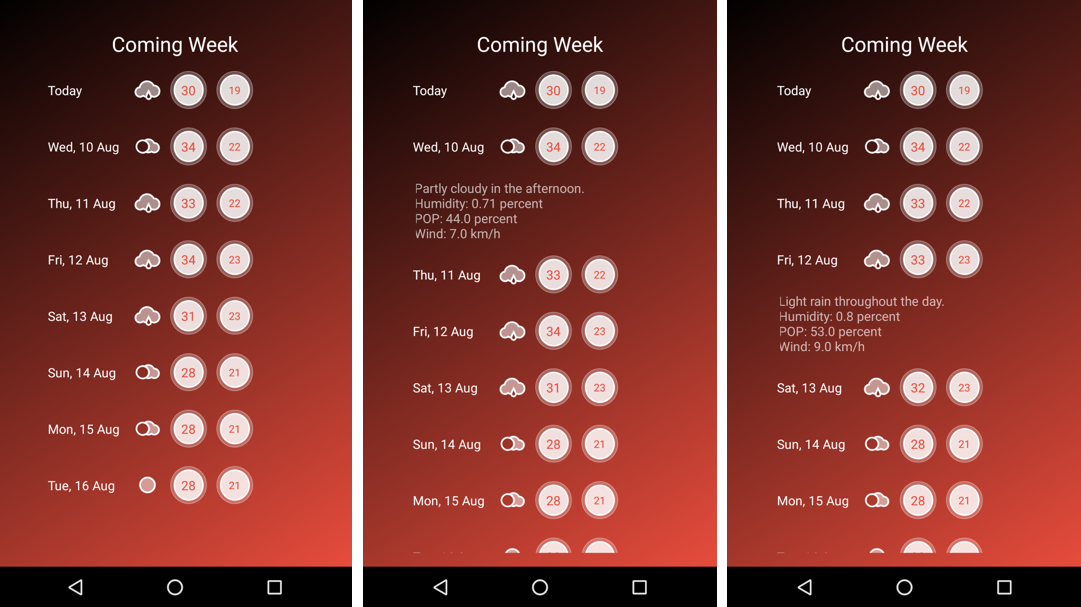 Coming Week
Today 30 19
Wed, 10 Aug 34 22
Thu, 11 Aug 33 22
Fri, 12 Aug 34 23
Sat, 13 Aug 31 23
Sun, 14 Aug 28 21
Mon, 15 Aug 28 21
Tue, 16 Aug 28 21
Coming Week
Today 30 19
Wed, 10 Aug 34 22
Partly cloudy in the afternoon.
Humidity: 0.71 percent
POP: 44.0 percent
Wind: 7.0 km/h
Thu, 11 Aug 33 22
Fri, 12 Aug 34 23
Sat, 13 Aug 31 23
Sun, 14 Aug 28 21
Mon, 15 Aug 28 21
Coming Week
Today 30 19
Wed, 10 Aug 34 22
Thu, 11 Aug 33 22
Fri, 12 Aug 33 23
Light rain throughout the day.
Humidity: 0.8 percent
POP: 53.0 percent
Wind: 9.0 km/h
Sat, 13 Aug 32 23
Sun, 14 Aug 28 21
Mon, 15 Aug 28 21